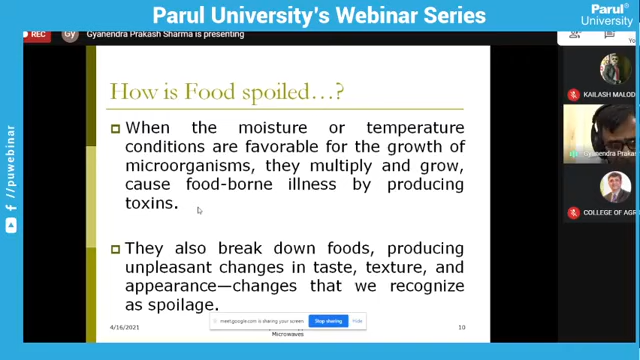 Parul University's Webinar Series
Parul®
University
REC
Gy
Gyanendra Prakash Sharma is presenting
Yo
How is Food spoiled…?
When the moisture or temperature
conditions are favorable for the growth of
microorganisms, they multiply and grow,
cause food-borne illness by producing
toxins.
They also break down foods, producing
unpleasant changes in taste, texture, and
appearance—changes that we recognize
as spoilage.
meet.google.com is sharing your screen.
Stop sharing
Hide
4/16/2021
Microwaves
10
KAILASH MALOD
Gyanendra Prakas
COLLEGE OF AGR
/puwebinar